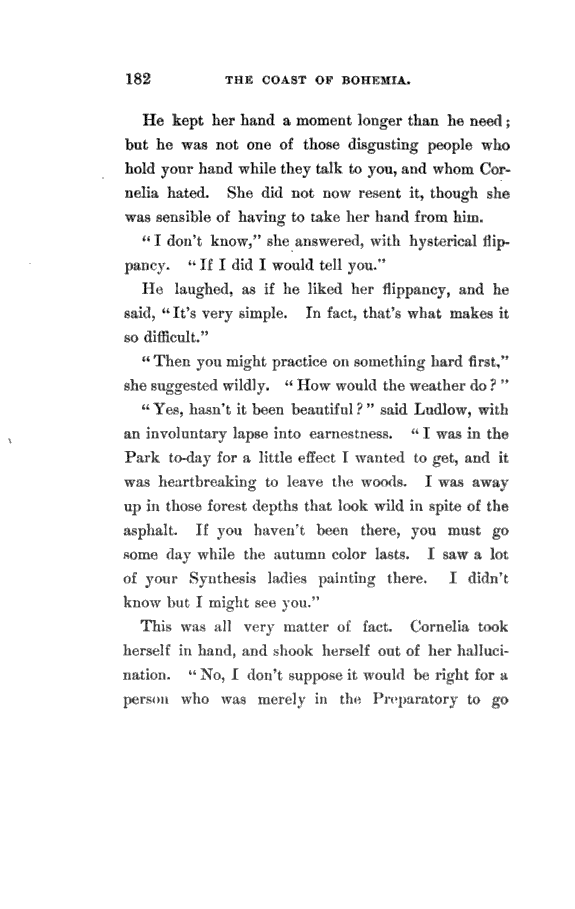 182 THE COAST OF BOHEMIA.
He kept her hand a moment longer than he need;
but he was not one of those disgusting people who
hold your hand while they talk to you, and whom Cor-
nelia hated. She did not now resent it, though she
was sensible of having to take her hand from him.
"I don't know," she answered, with hysterical flip-
pancy. "If I did I would tell you."
He laughed, as if he liked her flippancy, and he
said, "It's very simple. In fact, that's what makes it
so difficult."
"Then you might practice on something hard first,"
she suggested wildly. "How would the weather do?"
"Yes, hasn't it been beautiful?" said Ludlow, with
an involuntary lapse into earnestness. "I was in the
Park to-day for a little effect I wanted to get, and it
was heartbreaking to leave the woods. I was away
up in those forest depths that look wild in spite of the
asphalt. If you haven't been there, you must go
some day while the autumn color lasts. I saw a lot
of your Synthesis ladies painting there. I didn't
know but I might see you."
This was all very matter of fact. Cornelia took
herself in hand, and shook herself out of her halluci-
nation. "No, I don't suppose it would be right for a
person who was merely in the Preparatory to go